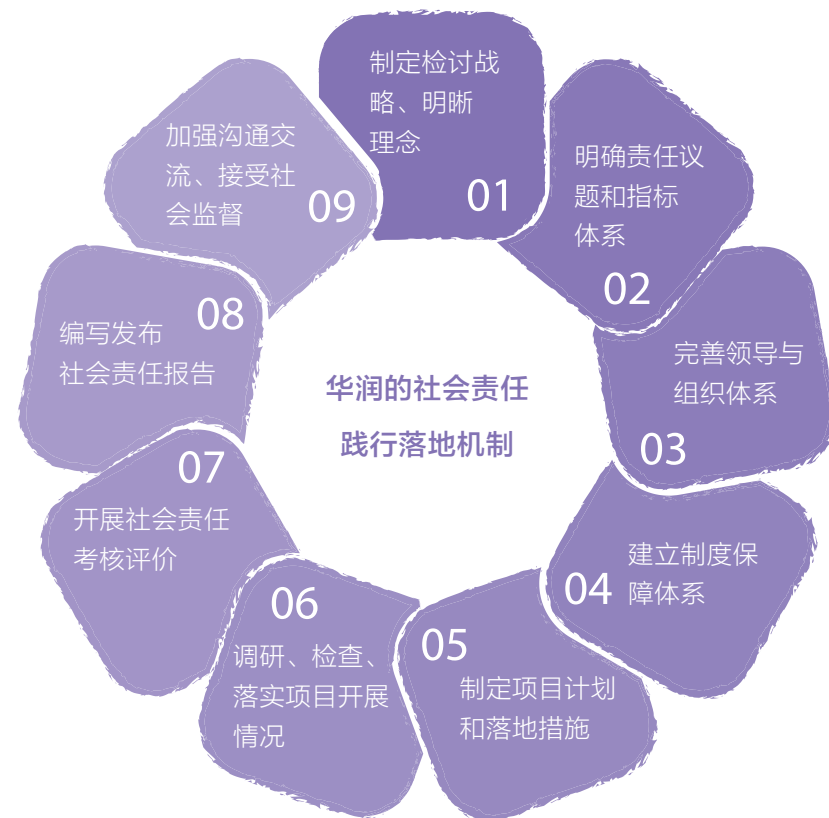 华润的社会责任
践行落地机制
制定检讨战
略、明晰
理念
01
明确责任议
题和指标
体系
02
完善领导与
组织体系
03
建立制度保
障体系
04
05
制定项目计划
和落地措施
06
调研、检查、
落实项目开展
情况
07
开展社会责任
考核评价
08
编写发布
社会责任报告
加强沟通交
流、接受社
会监督
09